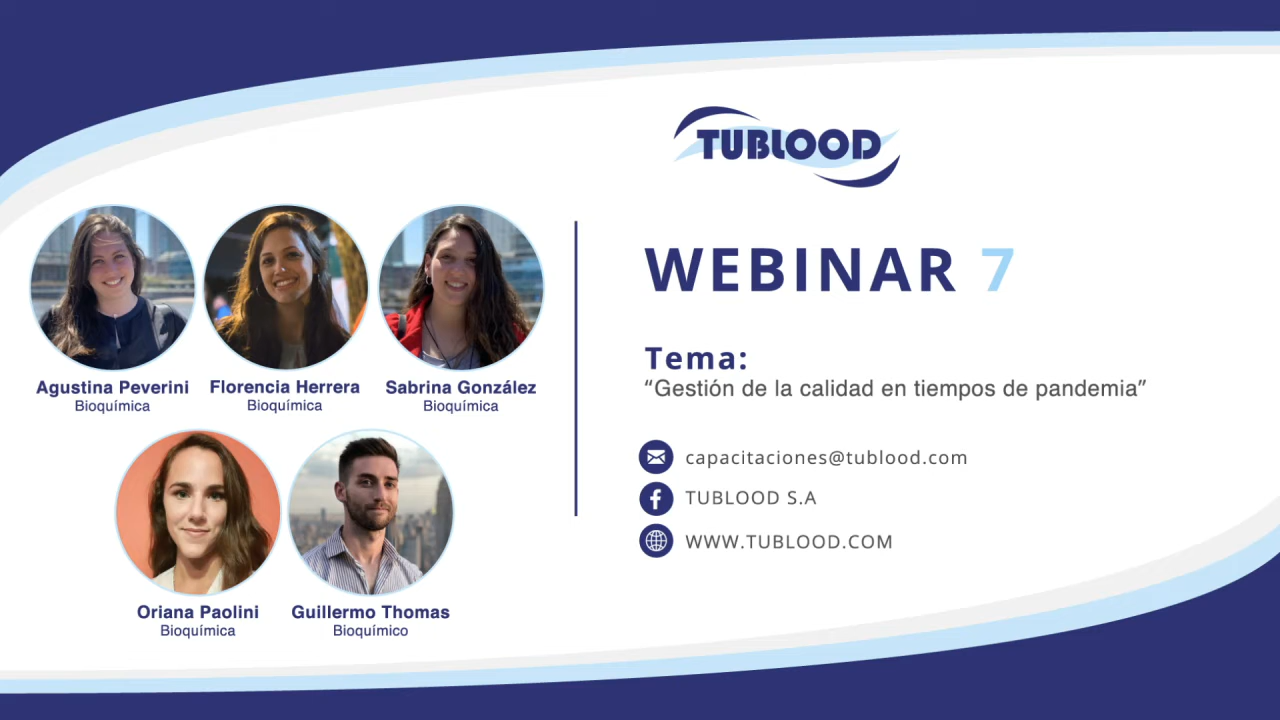 TUBLOOD
Agustina Peverini
Bioquímica
Florencia Herrera
Bioquímica
Sabrina González
Bioquímica
Oriana Paolini
Bioquímica
Guillermo Thomas
Bioquímico
WEBINAR 7
Tema:
“Gestión de la calidad en tiempos de pandemia”
capacitaciones@tublood.com
TUBLOOD S.A
WWW.TUBLOOD.COM